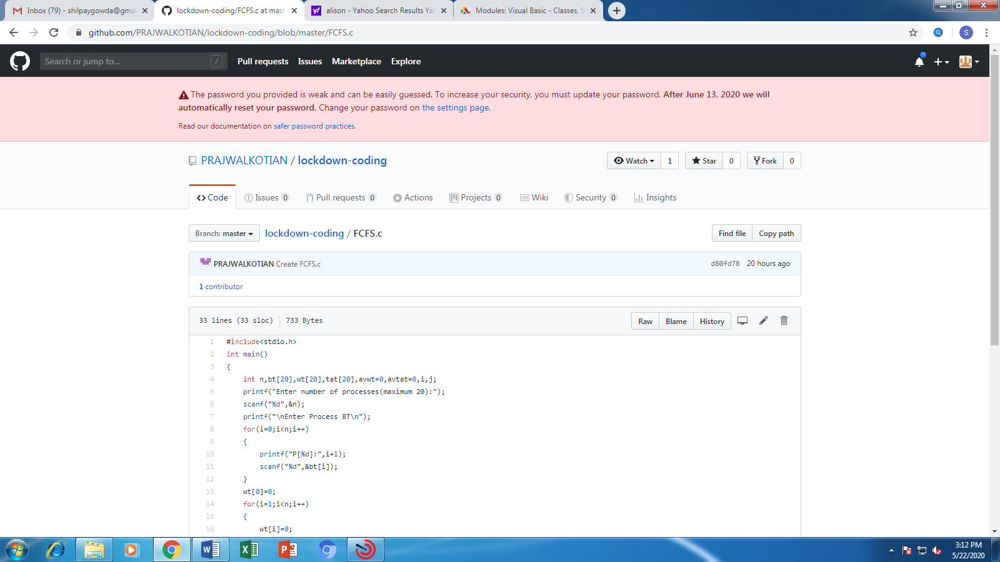 Inbox (79) - shilpaygowda@gmai
lockdown-coding/FCFS.c at mast
alison - Yahoo Search Results Yal
Modules: Visual Basic - Classes, S
github.com/PRAJWALKOTIAN/lockdown-coding/blob/master/FCFS.c
S
Search or jump to...
/
Pull requests
Issues
Marketplace
Explore
The password you provided is weak and can be easily guessed. To increase your security, you must update your password. After June 13, 2020 we will
automatically reset your password. Change your password on the settings page.
Read our documentation on safer password practices.
PRAJWALKOTIAN / lockdown-coding
Watch 1
Star 0
Fork 0
Code
Issues 0
Pull requests 0
Actions
Projects 0
Wiki
Security 0
Insights
Branch: master
lockdown-coding / FCFS.c
Find file
Copy path
PRAJWALKOTIAN Create FCFS.c
d80fd78 20 hours ago
1 contributor
33 lines (33 sloc) 733 Bytes
Raw
Blame
History
1 #include<stdio.h>
2 int main()
3 {
4 int n,bt[20],wt[20],tat[20],avwt=0,avtat=0,i,j;
5 printf("Enter number of processes(maximum 20):");
6 scanf("%d",&n);
7 printf("\nEnter Process BT\n");
8 for(i=0;i<n;i++)
9 {
10 printf("P[%d]:",i+1);
11 scanf("%d",&bt[i]);
12 }
13 wt[0]=0;
14 for(i=1;i<n;i++)
15 {
16 wt[i]=0;
3:12 PM
5/22/2020